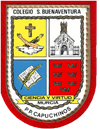 COLEGIO S. BUENAVENTURA
CIENCIA Y VIRTUD
MURCIA
P.P. CAPUCHINOS